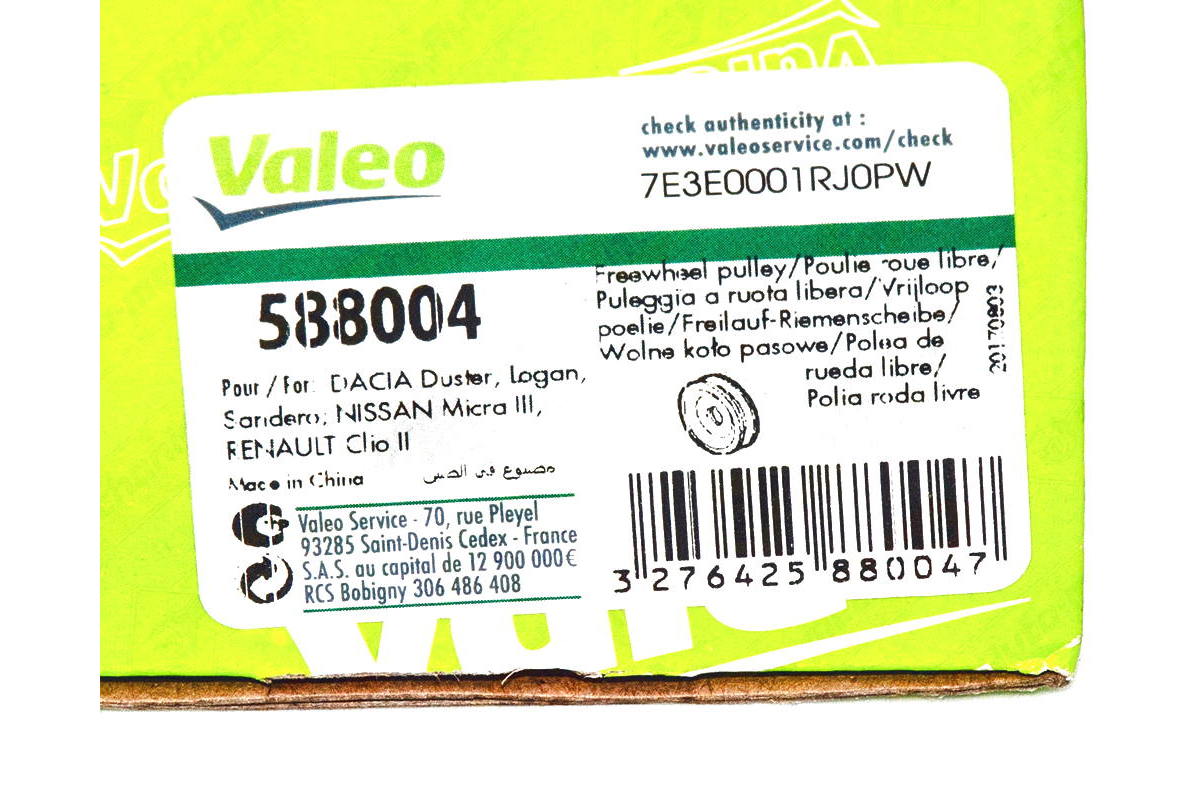 Valeo
check authenticity at :
www.valeoservice.com/check
7E3E0001RJ0PW
588004
Freewheel pulley/Poulie roue libre/
Puleggia a ruota libera/Vrijloop
poelie/Freilauf-Riemenscheibe/
Wolne koło pasowe/Polea de
rueda libre/
Polia roda livre
20170803
Pour / For: DACIA Duster, Logan,
Sandero; NISSAN Micra III,
RENAULT Clio II
Made in China
مصنوع في الصين
Valeo Service - 70, rue Pleyel
93285 Saint-Denis Cedex - France
S.A.S. au capital de 12 900 000€
RCS Bobigny 306 486 408
3 276425 880047